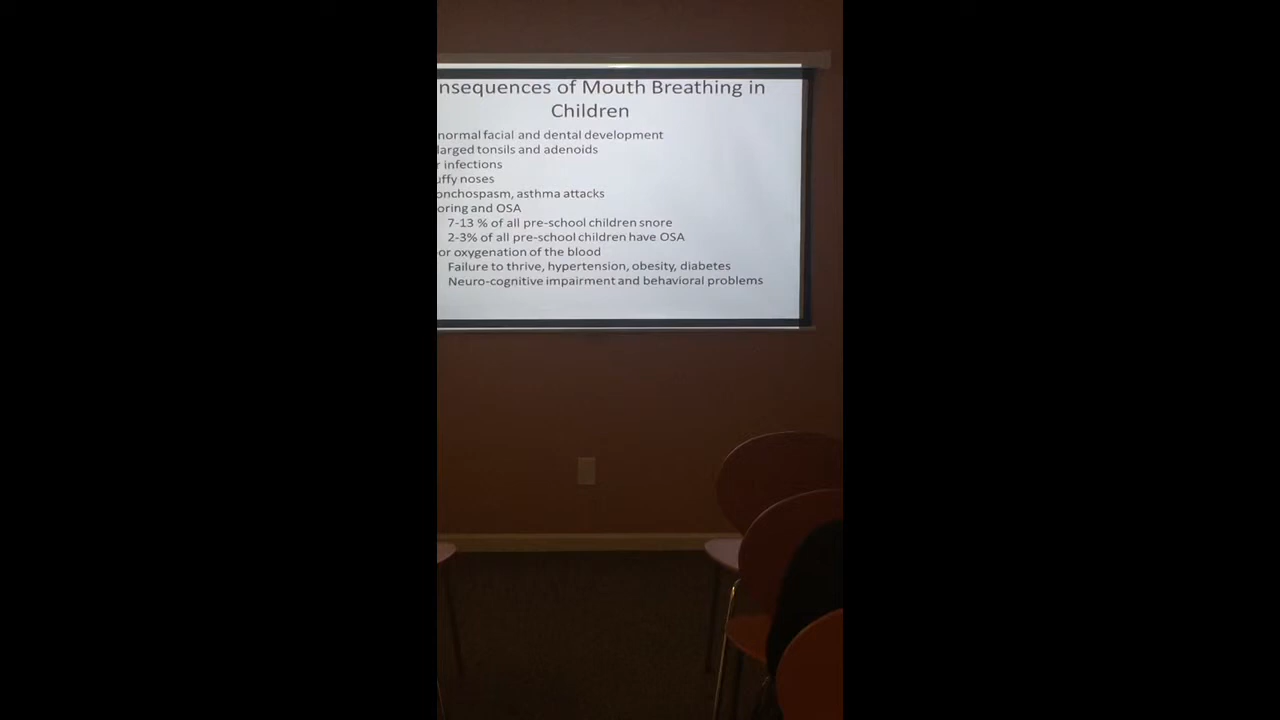 nsequences of Mouth Breathing in
Children
normal facial and dental development
larged tonsils and adenoids
r infections
uffy noses
onchospasm, asthma attacks
oring and OSA
7-13 % of all pre-school children snore
2-3% of all pre-school children have OSA
or oxygenation of the blood
Failure to thrive, hypertension, obesity, diabetes
Neuro-cognitive impairment and behavioral problems